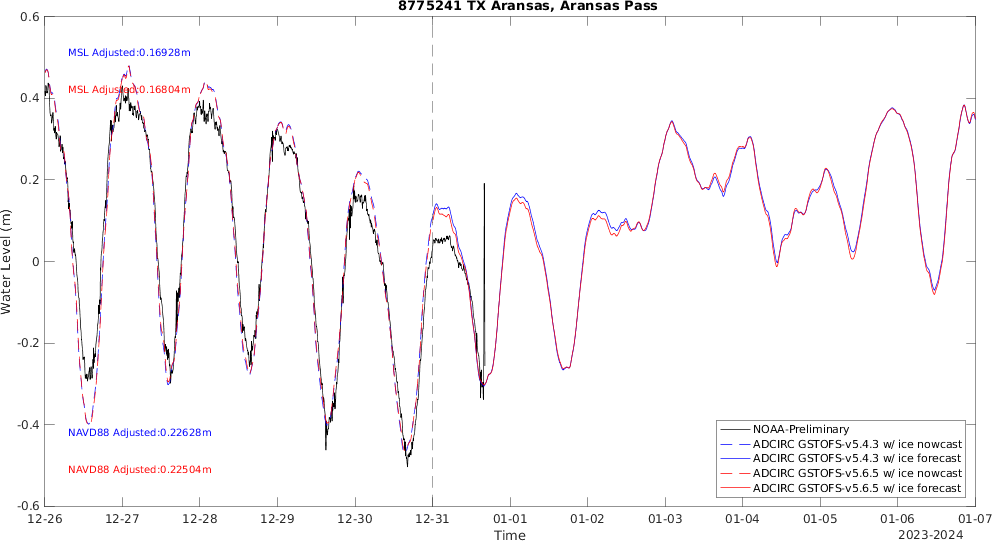 8775241 TX Aransas, Aransas Pass
0.6
0.4
0.2
0
-0.2
-0.4
-0.6
Water Level (m)
MSL Adjusted:0.16928m
MSL Adjusted:0.16804m
NAVD88 Adjusted:0.22628m
NAVD88 Adjusted:0.22504m
NOAA-Preliminary
ADCIRC GSTOFS-v5.4.3 w/ ice nowcast
ADCIRC GSTOFS-v5.4.3 w/ ice forecast
ADCIRC GSTOFS-v5.6.5 w/ ice nowcast
ADCIRC GSTOFS-v5.6.5 w/ ice forecast
12-26 12-27 12-28 12-29 12-30 12-31 01-01 01-02 01-03 01-04 01-05 01-06 01-07
Time
2023-2024